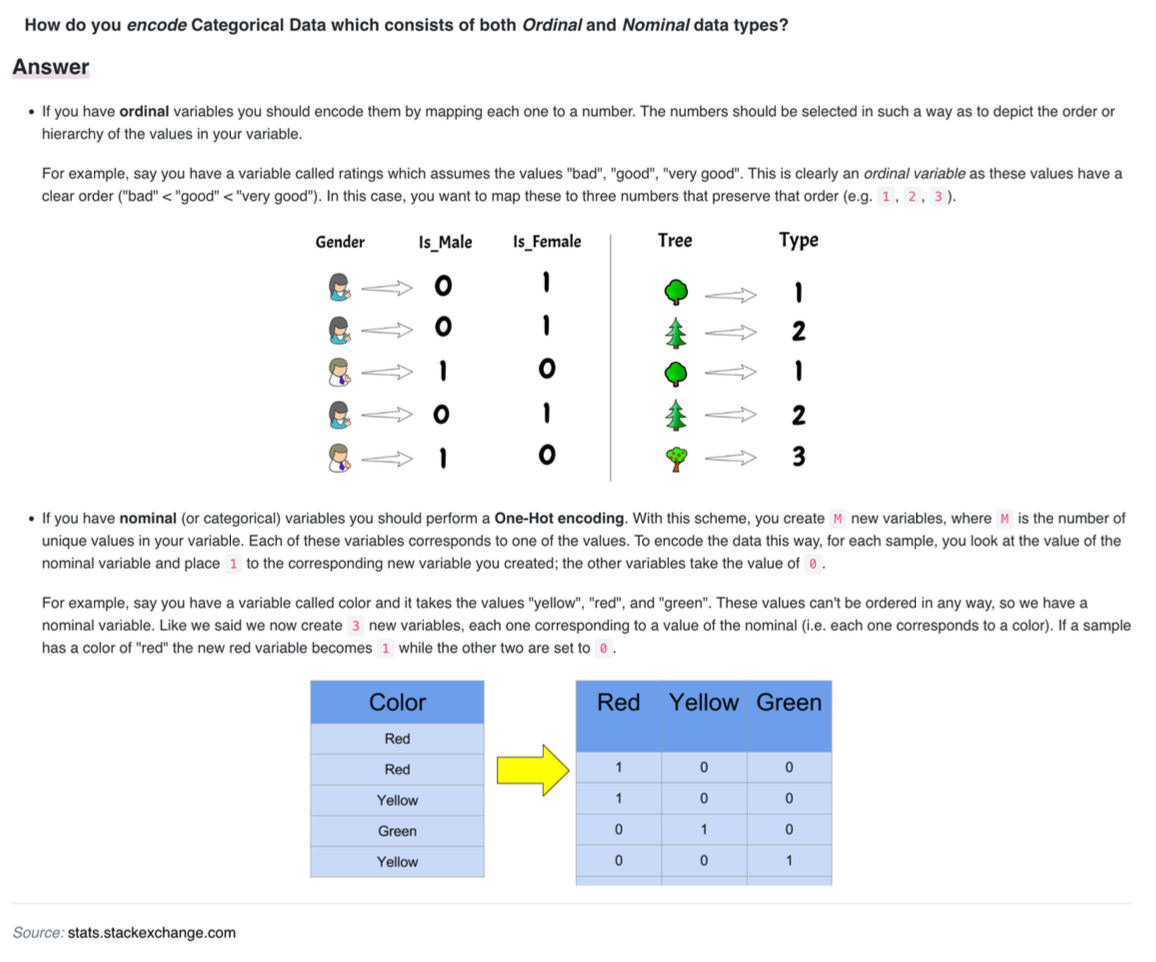 How do you encode Categorical Data which consists of both Ordinal and Nominal data types?
Answer
• If you have ordinal variables you should encode them by mapping each one to a number. The numbers should be selected in such a way as to depict the order or
hierarchy of the values in your variable.
For example, say you have a variable called ratings which assumes the values "bad", "good", "very good". This is clearly an ordinal variable as these values have a
clear order ("bad" < "good" < "very good"). In this case, you want to map these to three numbers that preserve that order (e.g. 1 , 2 , 3 ).
Gender Is_Male Is_Female Tree Type
0 1 1
0 1 2
1 0 1
0 1 2
1 0 3
• If you have nominal (or categorical) variables you should perform a One-Hot encoding. With this scheme, you create M new variables, where M is the number of
unique values in your variable. Each of these variables corresponds to one of the values. To encode the data this way, for each sample, you look at the value of the
nominal variable and place 1 to the corresponding new variable you created; the other variables take the value of 0 .
For example, say you have a variable called color and it takes the values "yellow", "red", and "green". These values can't be ordered in any way, so we have a
nominal variable. Like we said we now create 3 new variables, each one corresponding to a value of the nominal (i.e. each one corresponds to a color). If a sample
has a color of "red" the new red variable becomes 1 while the other two are set to 0 .
Color
Red
Red
Yellow
Green
Yellow
Red Yellow Green
1 0 0
1 0 0
0 1 0
0 0 1
Source: stats.stackexchange.com